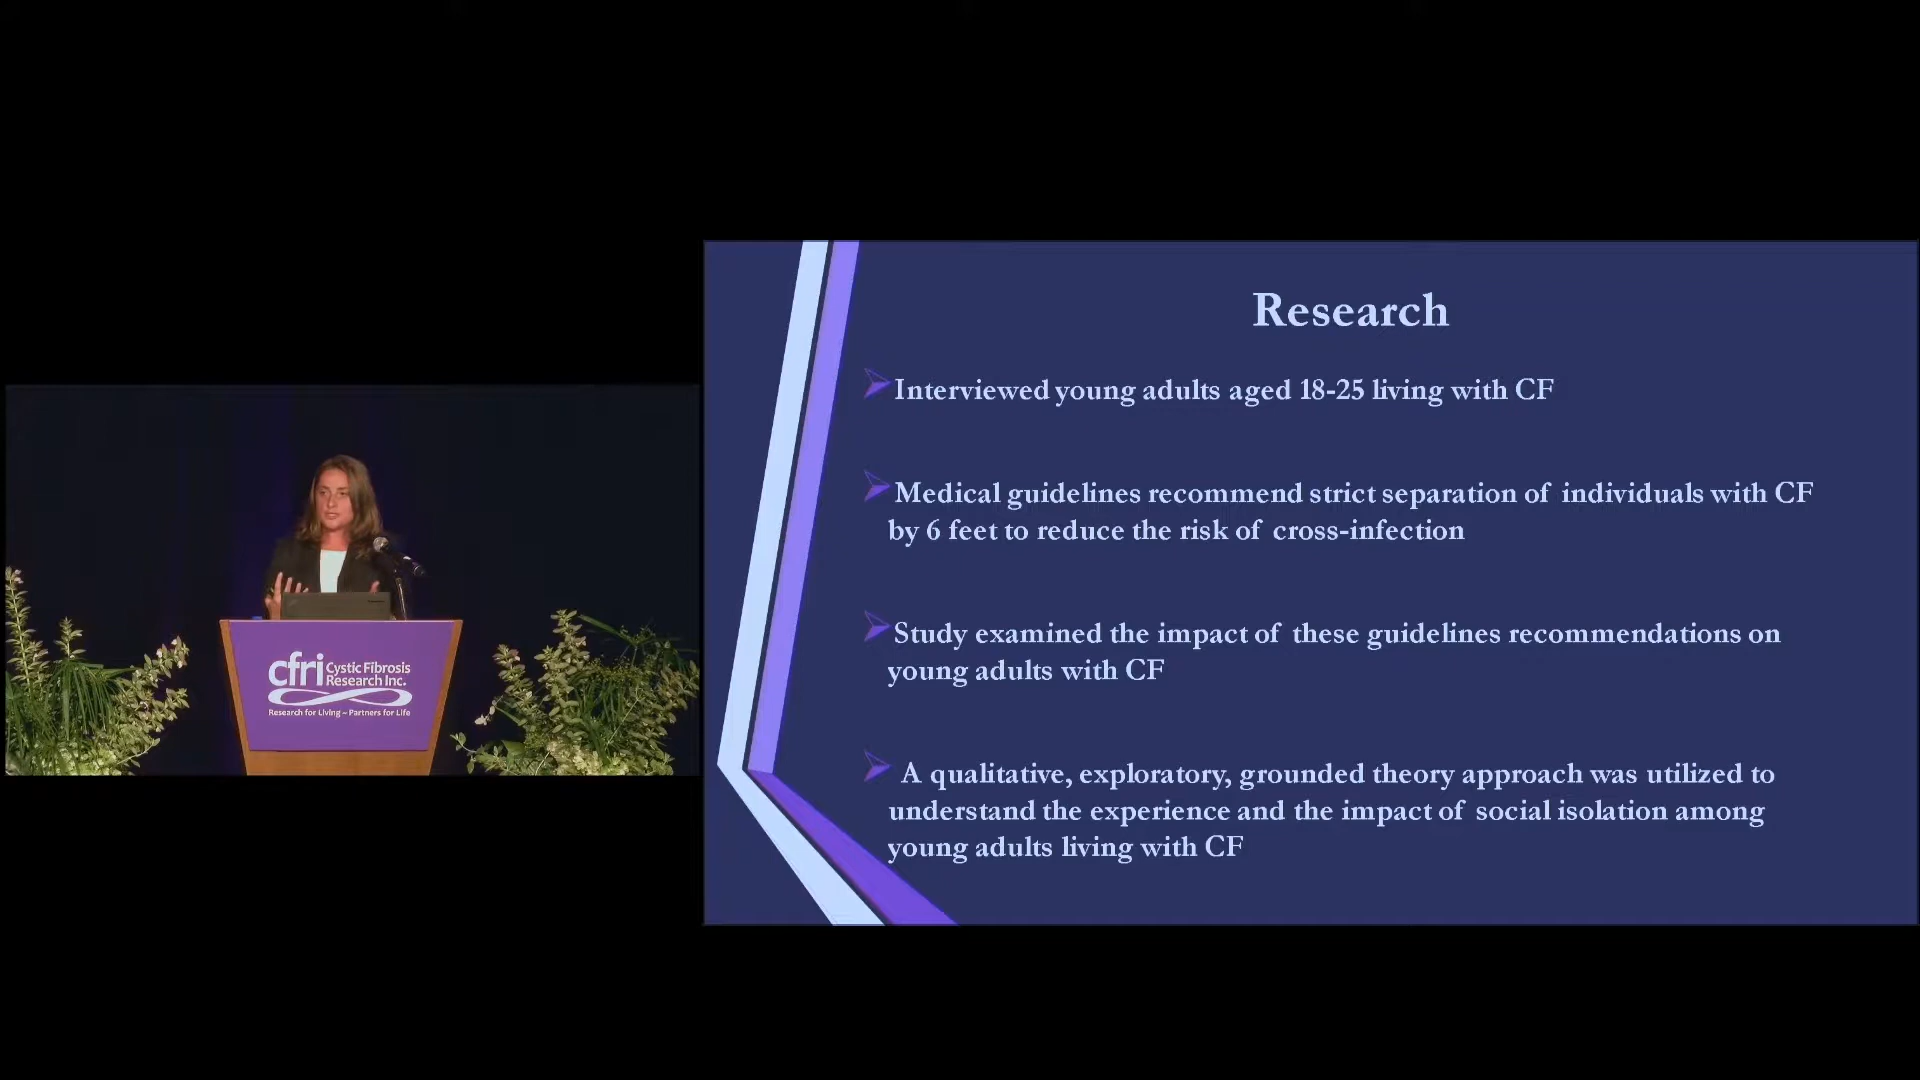 Research
Interviewed young adults aged 18-25 living with CF
Medical guidelines recommend strict separation of individuals with CF
by 6 feet to reduce the risk of cross-infection
Study examined the impact of these guidelines recommendations on
young adults with CF
A qualitative, exploratory, grounded theory approach was utilized to
understand the experience and the impact of social isolation among
young adults living with CF
cfri Cystic Fibrosis
Research Inc.
Research for Living – Partners for Life